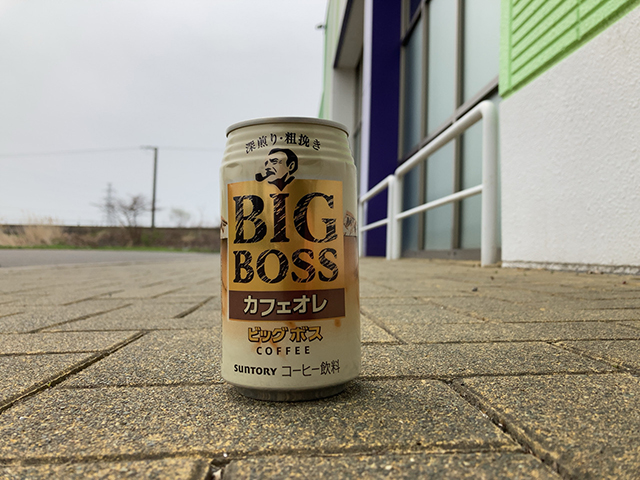 深煎り・粗挽き
BIG
BOSS
カフェオレ
ビッグ ボス
COFFEE
SUNTORY コーヒー飲料